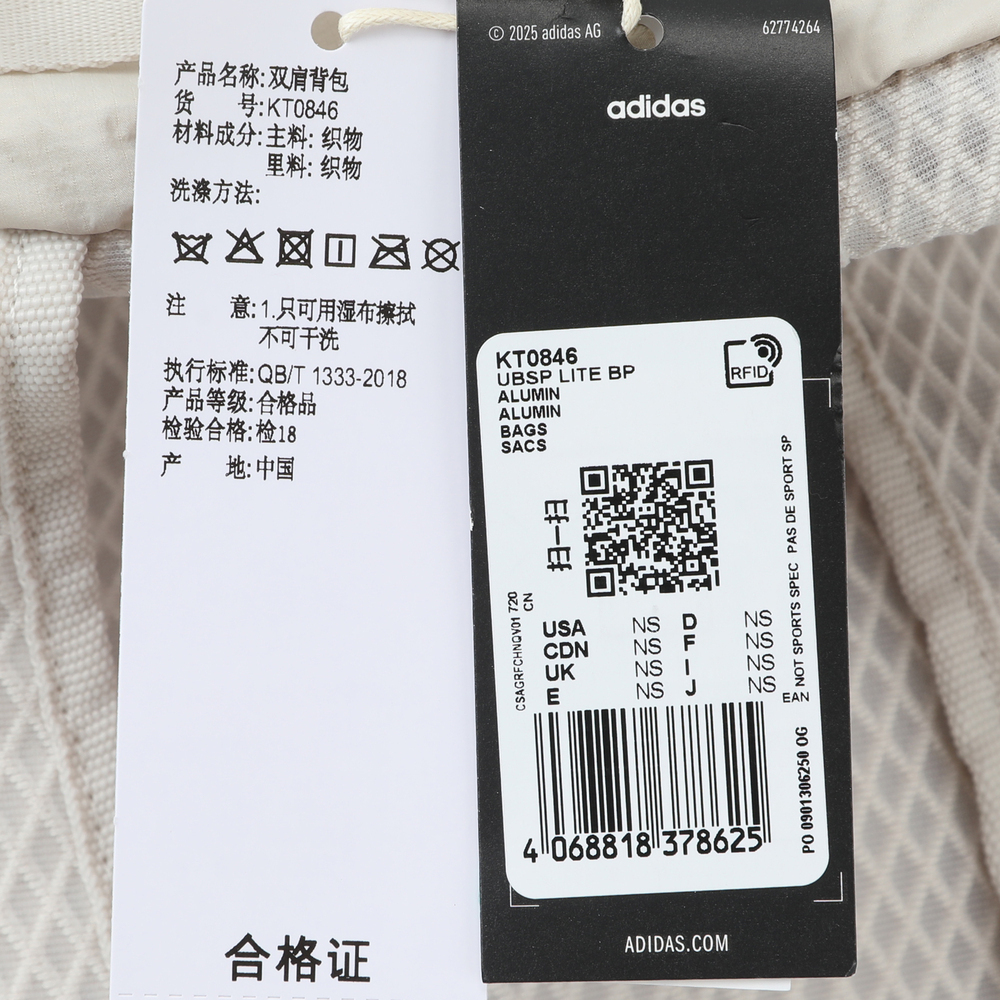 产品名称:双肩背包
货 号:KT0846
材料成分:主料: 织物
里料: 织物
洗涤方法:
注 意:1.只可用湿布擦拭
不可干洗
执行标准:QB/T 1333-2018
产品等级:合格品
检验合格:检18
产 地:中国
合格证
© 2025 adidas AG
62774264
adidas
KT0846
UBSP LITE BP
ALUMIN
ALUMIN
BAGS
SACS
RFID
扫一扫
CSAGRFCHNQV01 720
CN
USA NS D NS
CDN NS F NS
UK NS I NS
E NS J NS
EAN NOT SPORTS SPEC PAS DE SPORT SP
PO 0901306250 OG
4 068818 378625
ADIDAS.COM